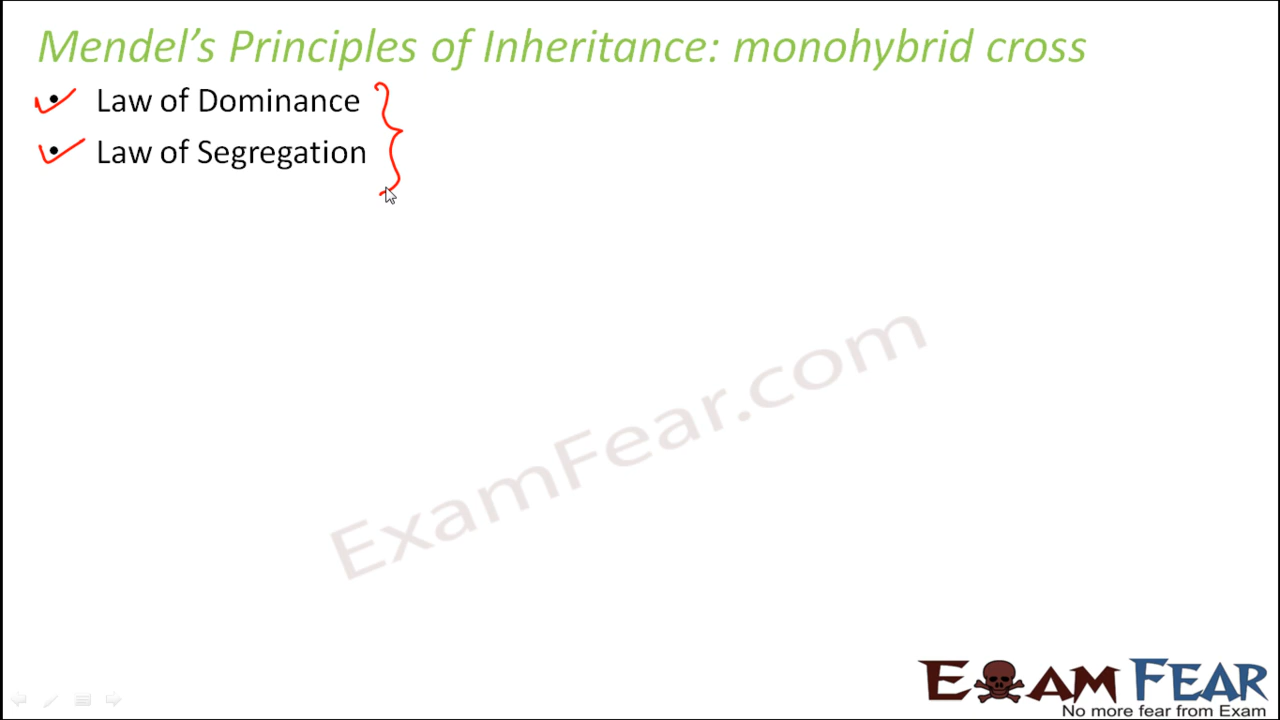 Mendel’s Principles of Inheritance: monohybrid cross
• Law of Dominance
• Law of Segregation
ExamFear.com
EXAM FEAR
No more fear from Exam